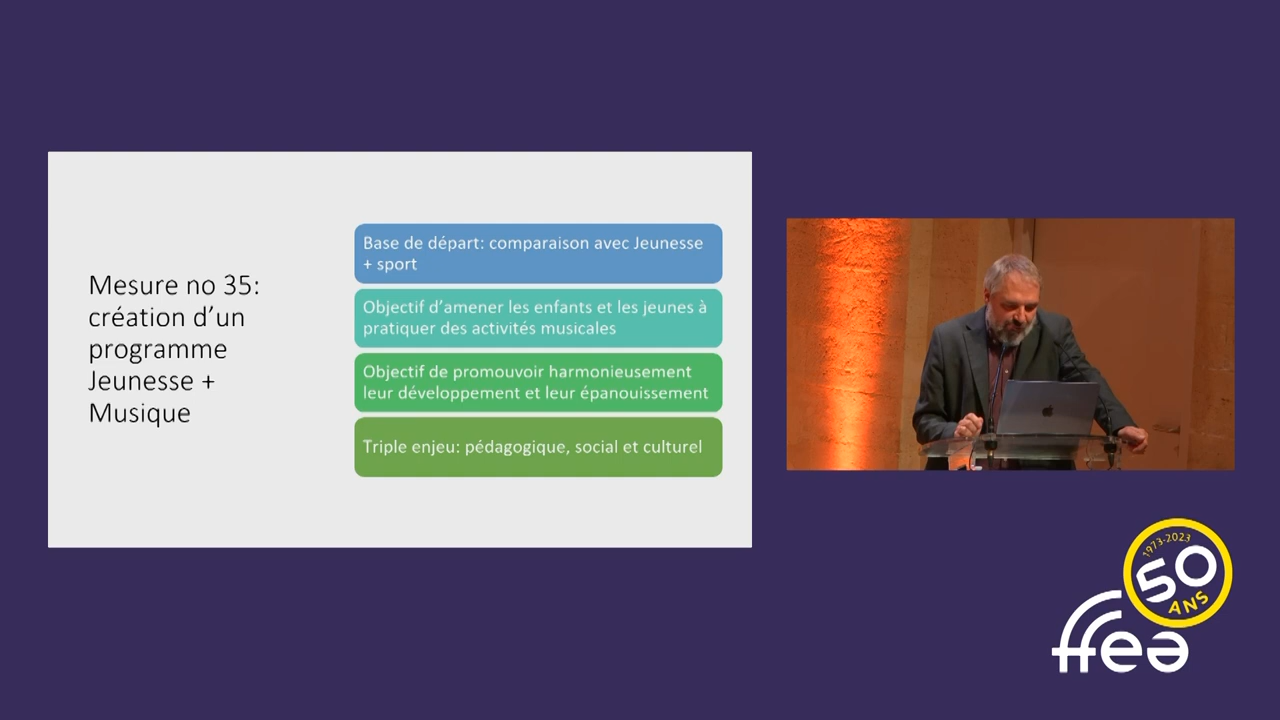 Mesure no 35:
création d’un
programme
Jeunesse +
Musique
Base de départ: comparaison avec Jeunesse
+ sport
Objectif d’amener les enfants et les jeunes à
pratiquer des activités musicales
Objectif de promouvoir harmonieusement
leur développement et leur épanouissement
Triple enjeu: pédagogique, social et culturel
1973-2023
50
ANS
ffea